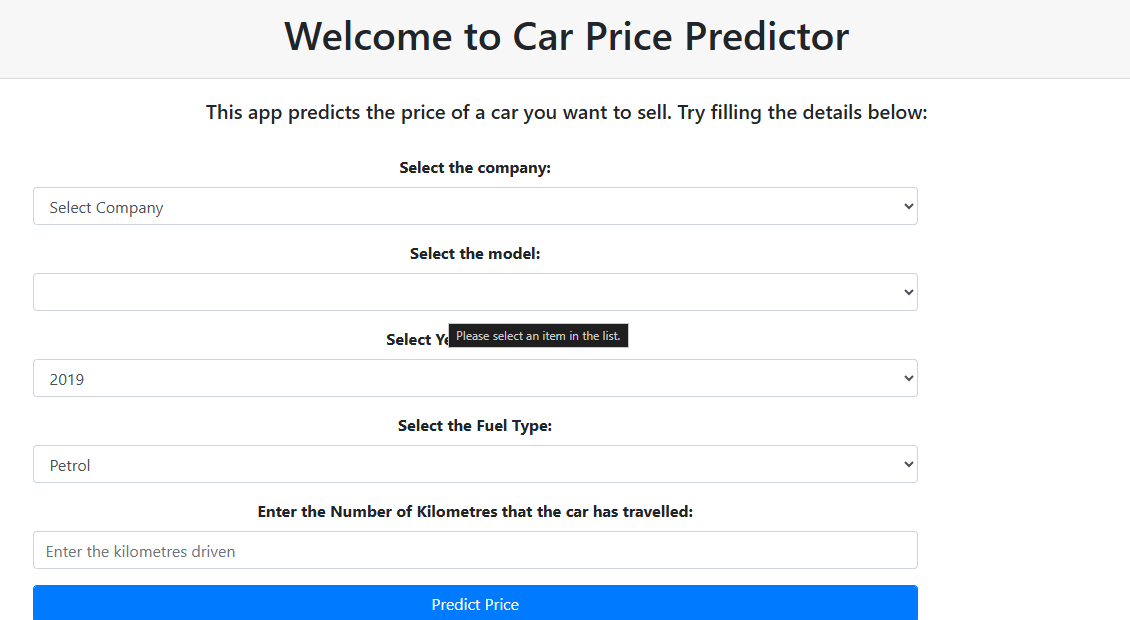 Welcome to Car Price Predictor
This app predicts the price of a car you want to sell. Try filling the details below:
Select the company:
Select Company
Select the model:
Please select an item in the list.
Select
2019
Select the Fuel Type:
Petrol
Enter the Number of Kilometres that the car has travelled:
Enter the kilometres driven
Predict Price